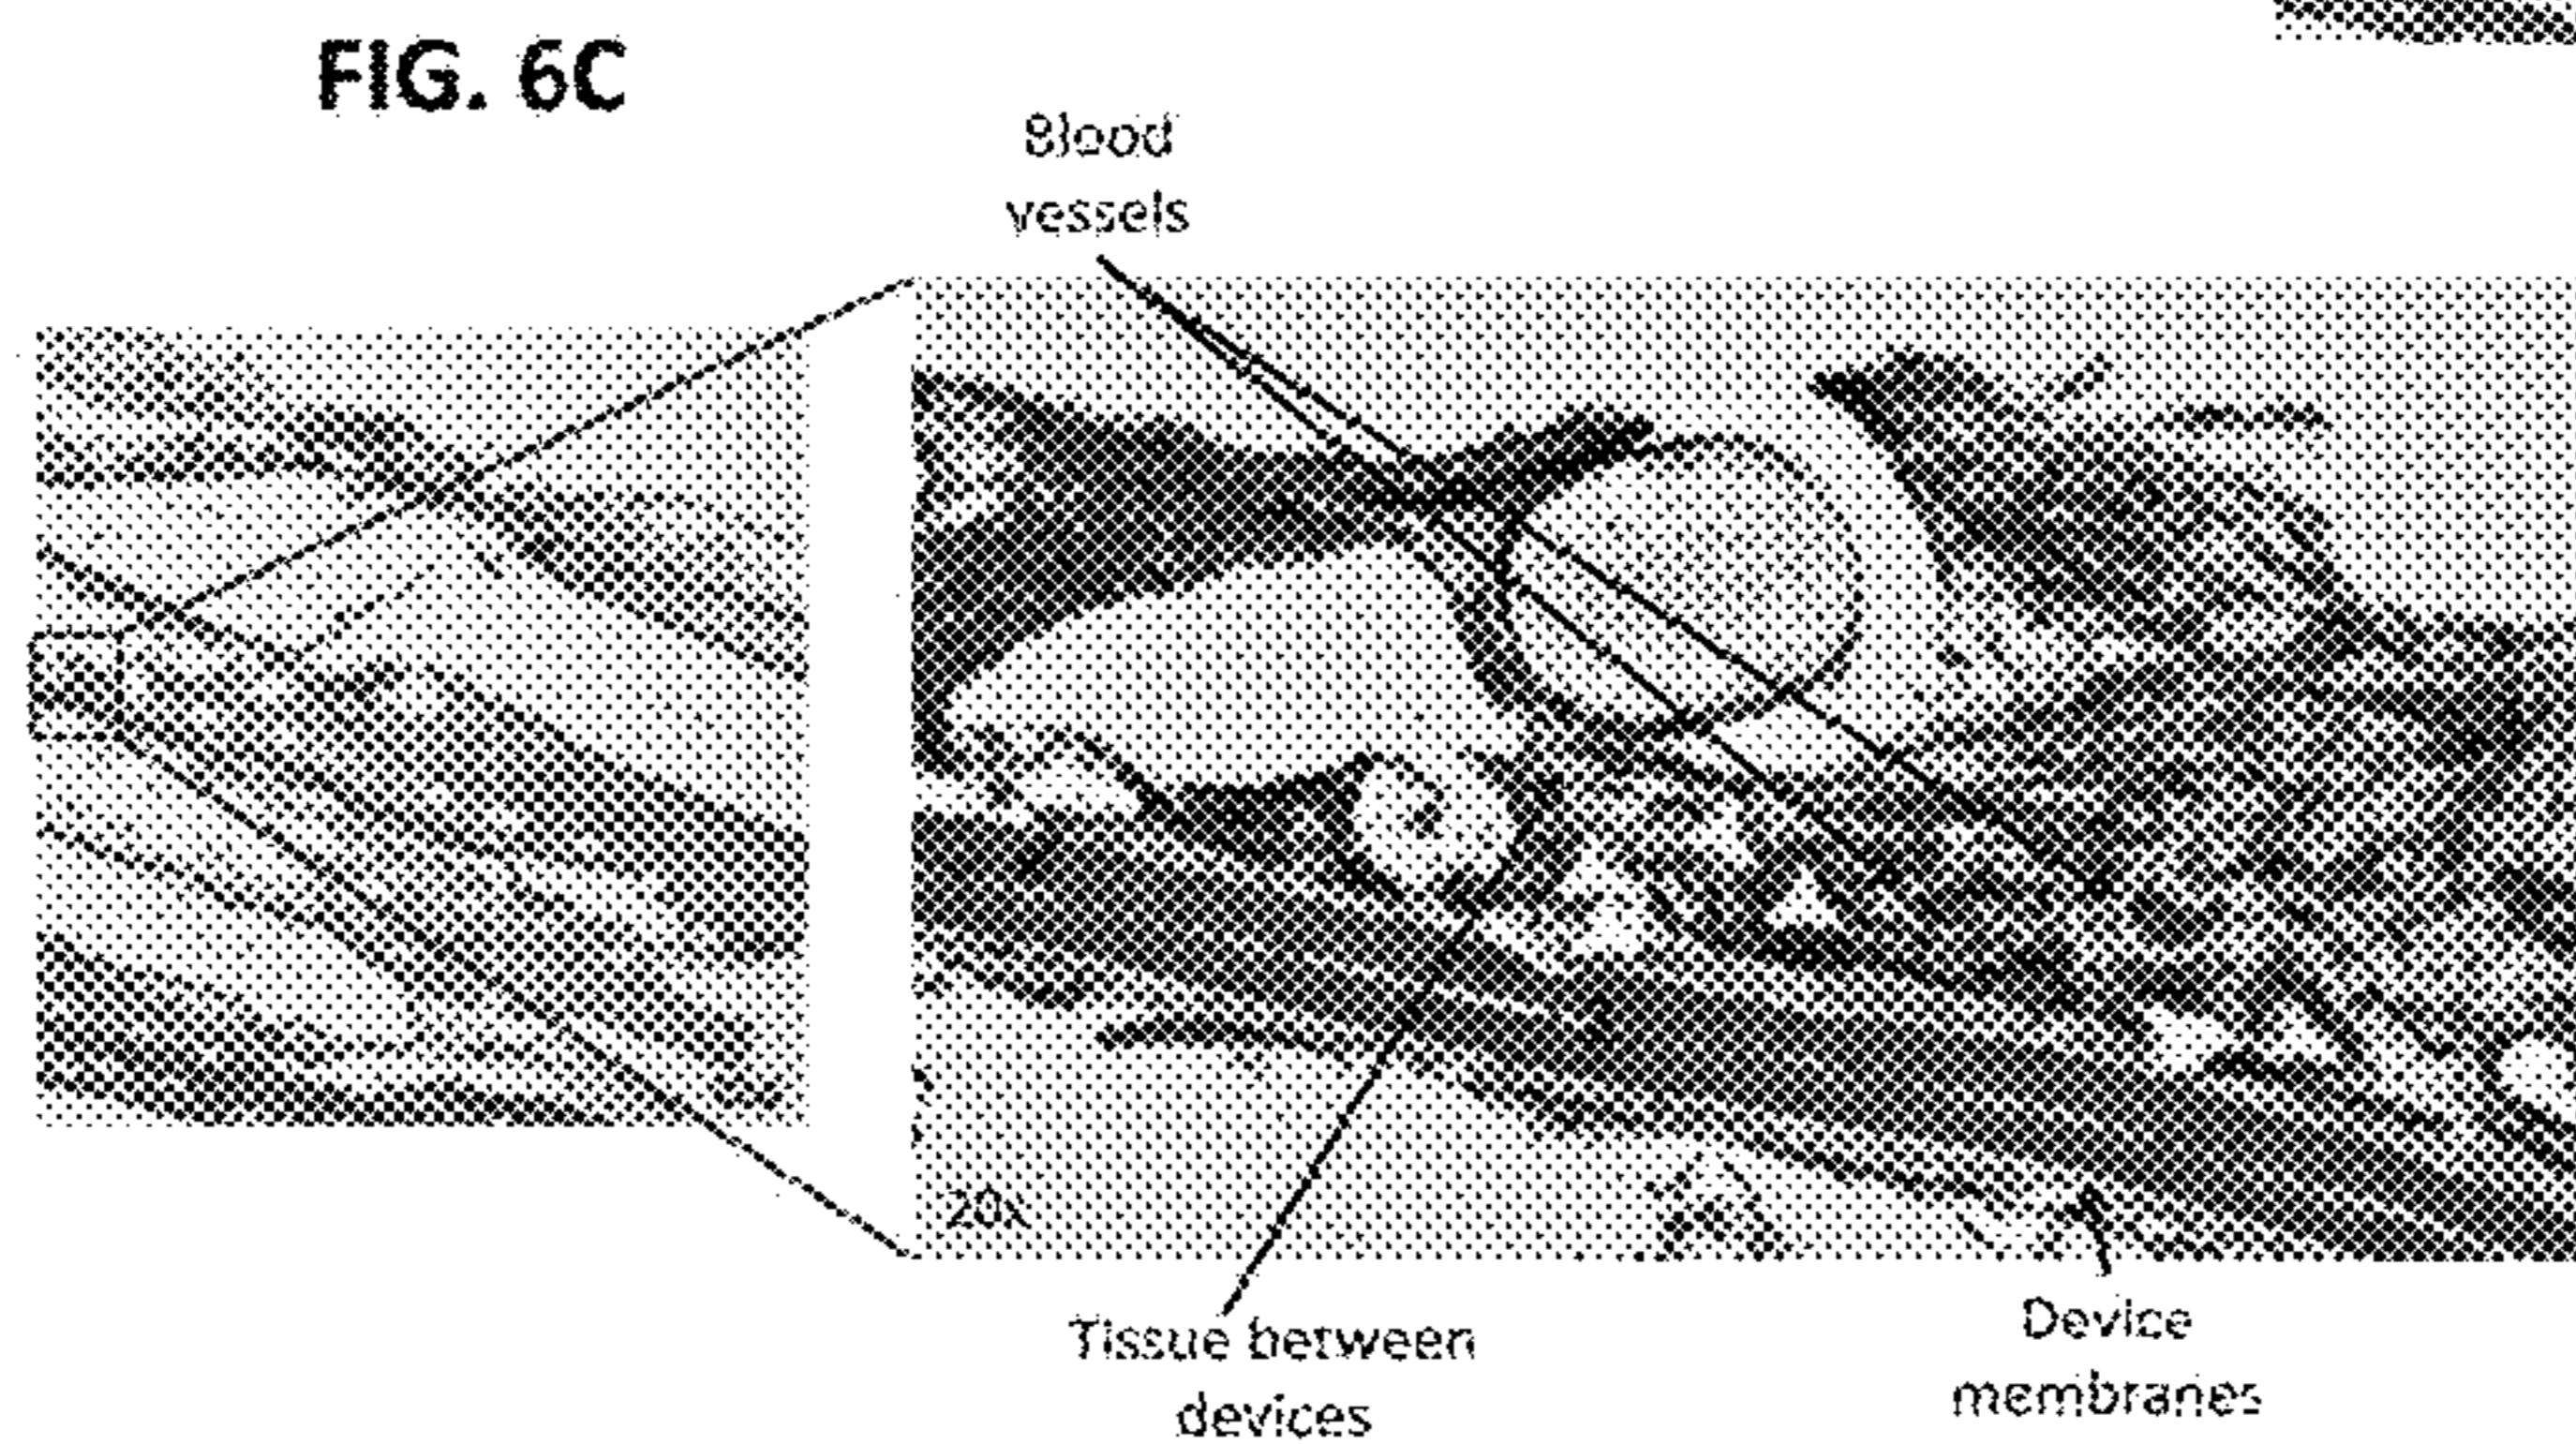 FIG. 6C
Blood
vessels
20X
Tissue between
devices
Device
membranes